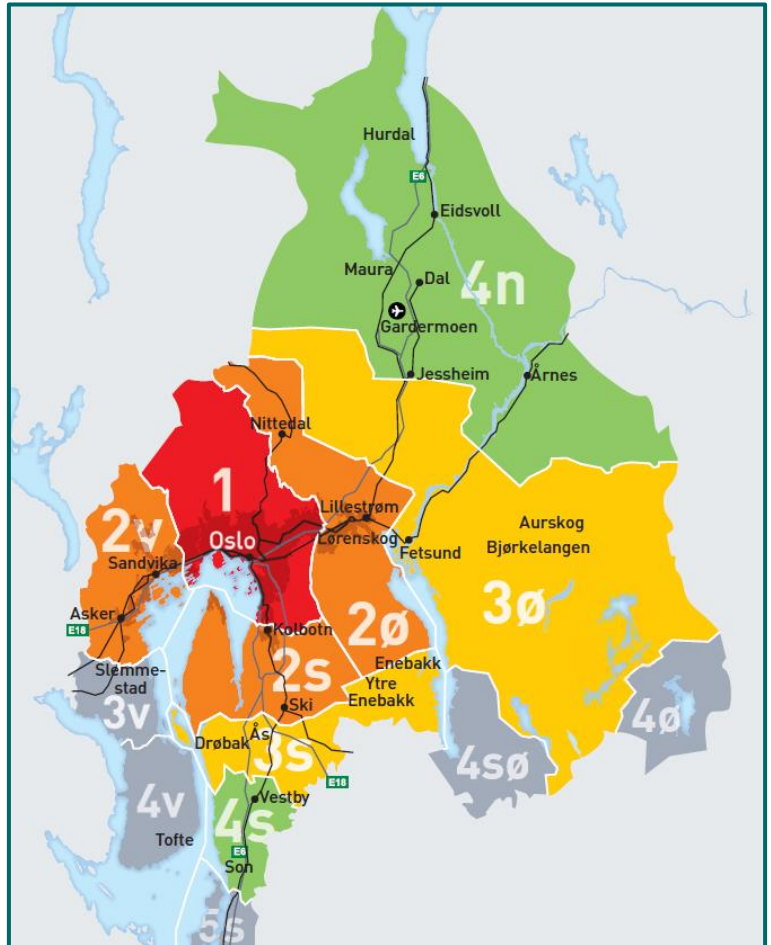 Hurdal
E6
Eidsvoll
Maura
Dal
4n
Gardermoen
Jessheim
Årnes
Nittedal
1
2v
Lillestrøm
Oslo
Lørenskog
Fetsund
Aurskog
Bjørkelangen
Sandvika
3ø
Asker
E18
Kolbotn
2ø
2s
Enebakk
Slemme-
stad
Ytre
Enebakk
3v
Ski
4ø
Drøbak
Ås
3s
4sø
E18
4v
Vestby
4s
Tofte
E6
Son
5s